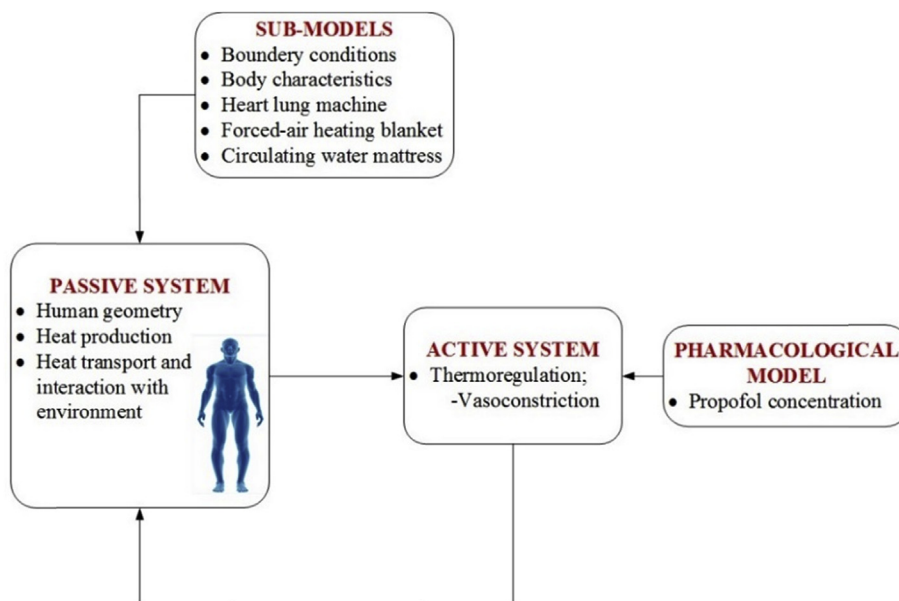 SUB-MODELS
• Boundery conditions
• Body characteristics
• Heart lung machine
• Forced-air heating blanket
• Circulating water mattress
PASSIVE SYSTEM
• Human geometry
• Heat production
• Heat transport and
interaction with
environment
ACTIVE SYSTEM
• Thermoregulation;
-Vasoconstriction
PHARMACOLOGICAL
MODEL
• Propofol concentration